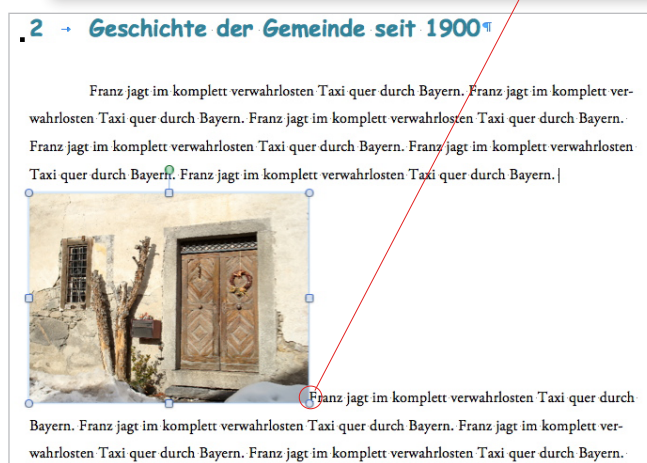 2 → Geschichte der Gemeinde seit 1900¶
Franz jagt im komplett verwahrlosten Taxi quer durch Bayern. Franz jagt im komplett ver-
wahrlosten Taxi quer durch Bayern. Franz jagt im komplett verwahrlosten Taxi quer durch Bayern.
Franz jagt im komplett verwahrlosten Taxi quer durch Bayern. Franz jagt im komplett verwahrlosten
Taxi quer durch Bayern. Franz jagt im komplett verwahrlosten Taxi quer durch Bayern.
Franz jagt im komplett verwahrlosten Taxi quer durch
Bayern. Franz jagt im komplett verwahrlosten Taxi quer durch Bayern. Franz jagt im komplett ver-
wahrlosten Taxi quer durch Bayern. Franz jagt im komplett verwahrlosten Taxi quer durch Bayern.